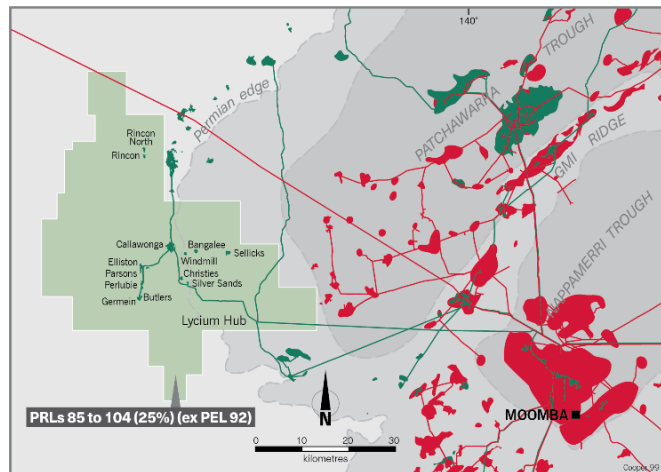 140°
TROUGH
PATCHAWARRA
GMI RIDGE
Permian edge
NAPPAMERRI TROUGH
Rincon
North
Rincon
Callawonga
Bangalee
Sellicks
Elliston
Windmill
Parsons
Christies
Perlubie
Silver Sands
Germein
Butlers
Lycium Hub
PRLs 85 to 104 (25%) (ex PEL 92)
N
MOOMBA
0 10 20 30
kilometres
Cooper 99